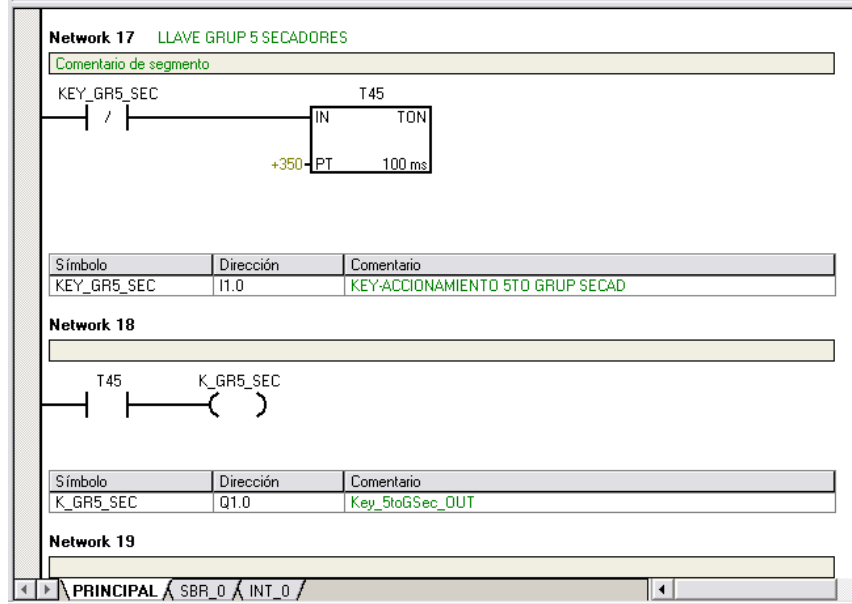 Network 17 LLAVE GRUP 5 SECADORES
Comentario de segmento
KEY_GR5_SEC T45
/ IN TON
+350 PT 100 ms
Símbolo Dirección Comentario
KEY_GR5_SEC I1.0 KEY-ACCIONAMIENTO 5TO GRUP SECAD
Network 18
T45 K_GR5_SEC
Símbolo Dirección Comentario
K_GR5_SEC Q1.0 Key_5toGSec_OUT
Network 19
PRINCIPAL SBR_0 INT_0